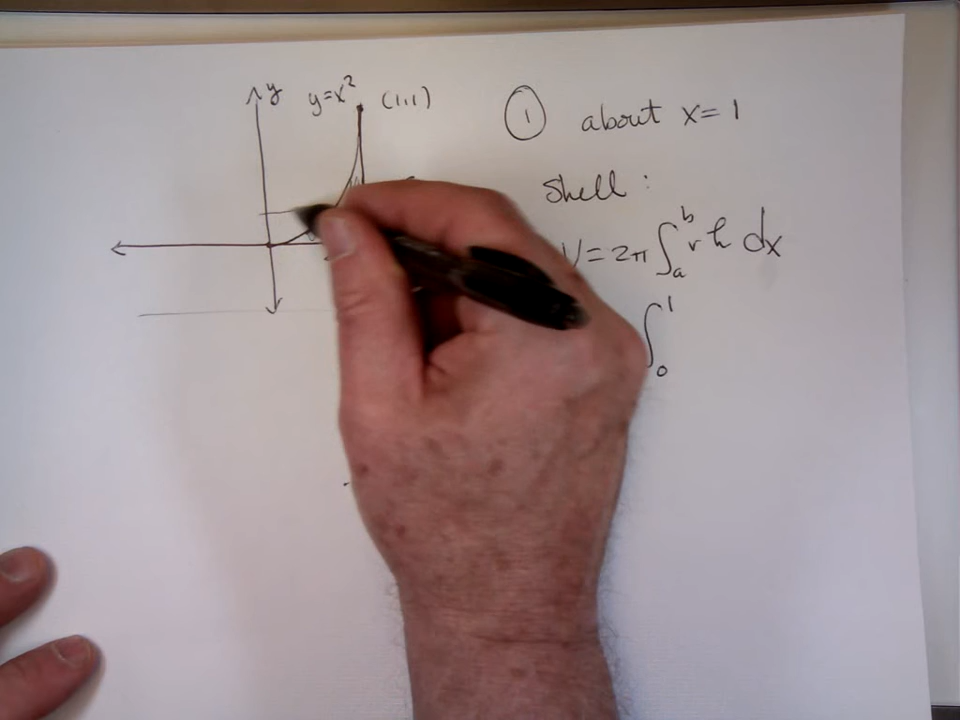 y
y=x²
(1,1)
① about x=1
Shell:
V=2π∫ₐᵇ r h dx
∫₀¹